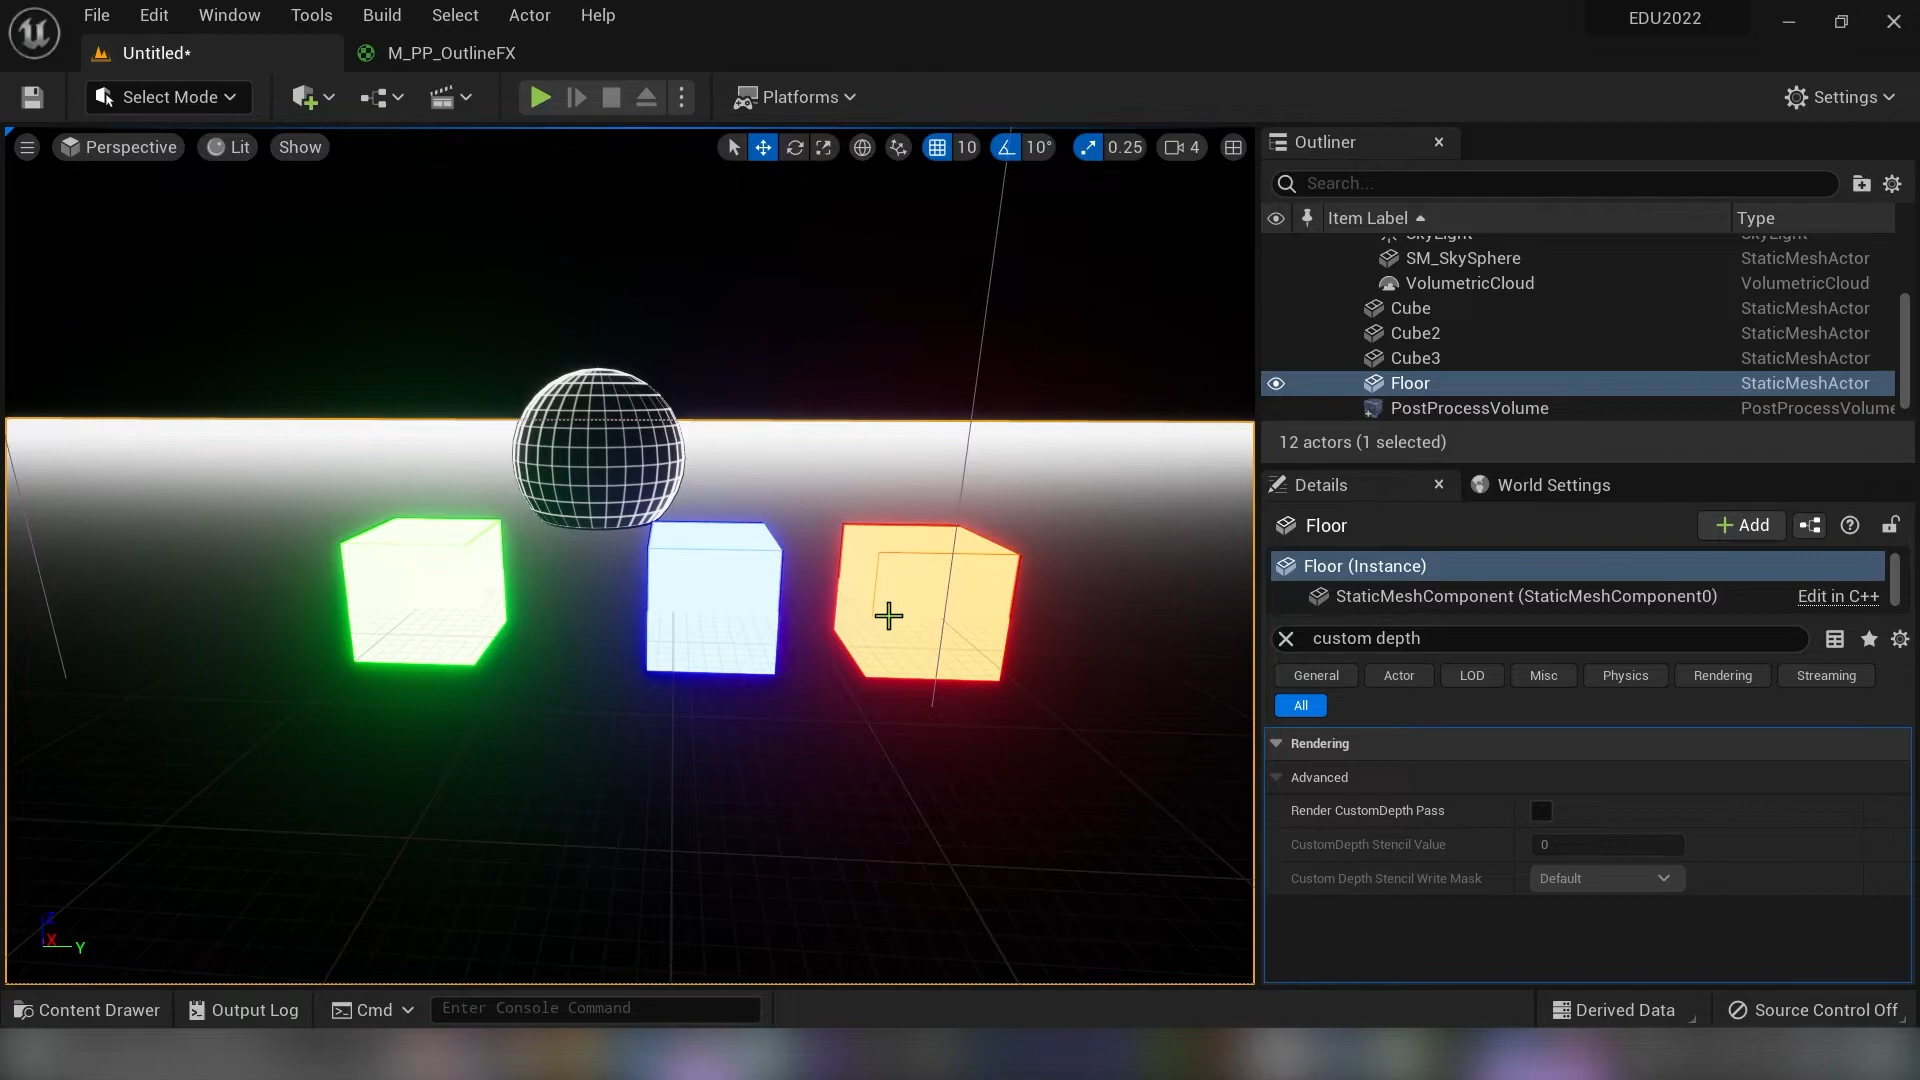 File Edit Window Tools Build Select Actor Help
EDU2022
Untitled*
M_PP_OutlineFX
Select Mode
Platforms
Settings
Perspective
Lit
Show
10
10°
0.25
4
Outliner
Search...
Item Label
Type
SkyLight SkyLight
SM_SkySphere StaticMeshActor
VolumetricCloud VolumetricCloud
Cube StaticMeshActor
Cube2 StaticMeshActor
Cube3 StaticMeshActor
Floor StaticMeshActor
PostProcessVolume PostProcessVolume
12 actors (1 selected)
Details
World Settings
Floor
Add
Floor (Instance)
StaticMeshComponent (StaticMeshComponent0) Edit in C++
custom depth
General Actor LOD Misc Physics Rendering Streaming
All
Rendering
Advanced
Render CustomDepth Pass
CustomDepth Stencil Value 0
Custom Depth Stencil Write Mask Default
Z
X
Y
Content Drawer
Output Log
Cmd
Enter Console Command
Derived Data
Source Control Off